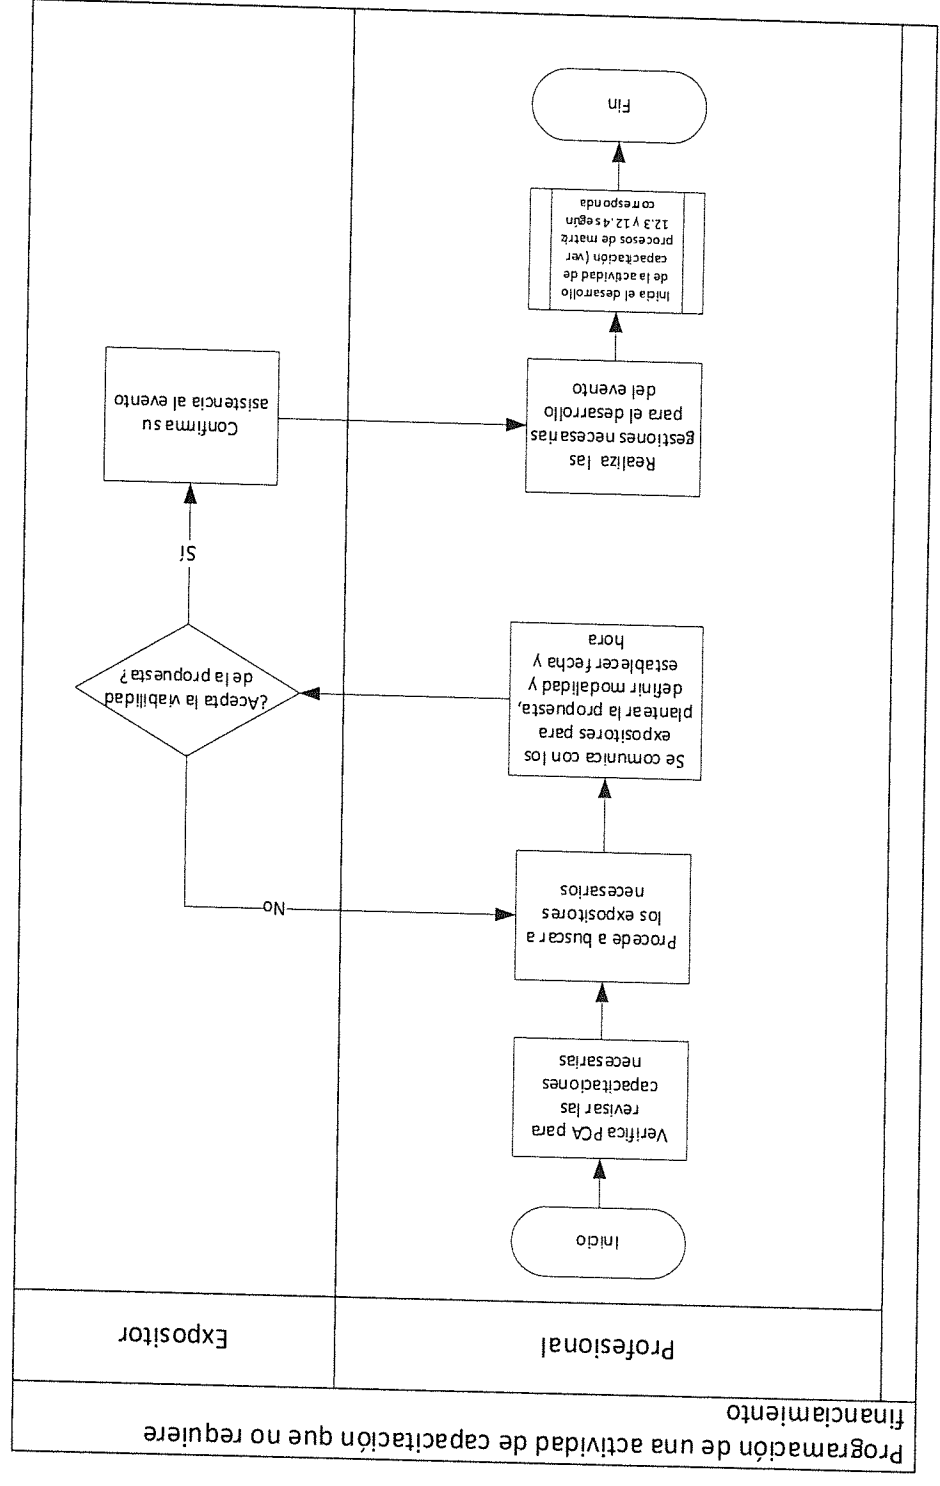 Programación de una actividad de capacitación que no requiere
financiamiento
Profesional
Expositor
Inicio
Verifica PCA para
revisar las
capacitaciones
necesarias
Procede a buscar a
los expositores
necesarios
No
Se comunica con los
expositores para
plantear la propuesta,
definir modalidad y
establecer fecha y
hora
¿Acepta la viabilidad
de la propuesta?
Sí
Confirma su
asistencia al evento
Realiza las
gestiones necesarias
para el desarrollo
del evento
Inicia el desarrollo
de la actividad de
capacitación (ver
procesos de matriz
12.3 y 12.4 según
corresponda
Fin